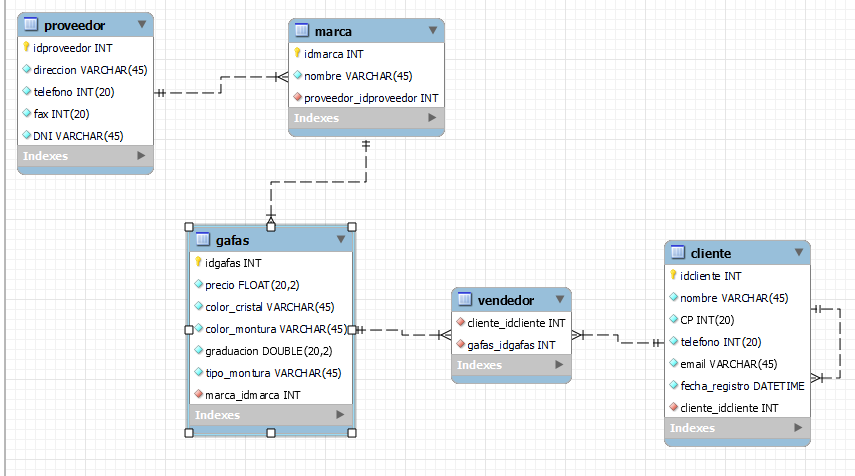 proveedor
idproveedor INT
direccion VARCHAR(45)
telefono INT(20)
fax INT(20)
DNI VARCHAR(45)
Indexes
marca
idmarca INT
nombre VARCHAR(45)
proveedor_idproveedor INT
Indexes
gafas
idgafas INT
precio FLOAT(20,2)
color_cristal VARCHAR(45)
color_montura VARCHAR(45)
graduacion DOUBLE(20,2)
tipo_montura VARCHAR(45)
marca_idmarca INT
Indexes
vendedor
cliente_idcliente INT
gafas_idgafas INT
Indexes
cliente
idcliente INT
nombre VARCHAR(45)
CP INT(20)
telefono INT(20)
email VARCHAR(45)
fecha_registro DATETIME
cliente_idcliente INT
Indexes